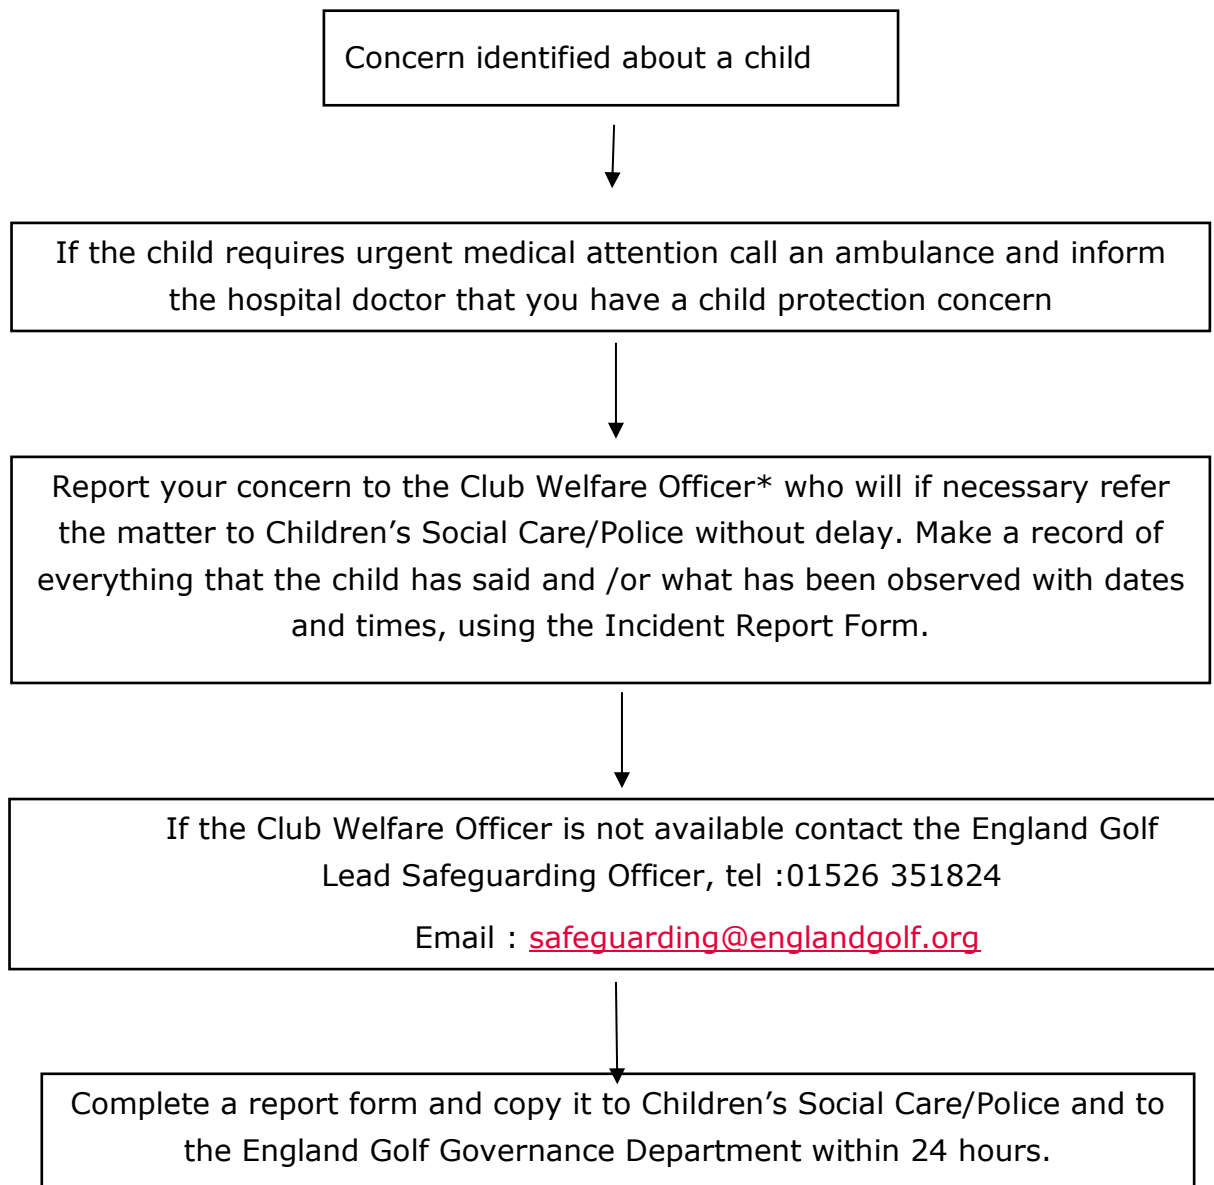 Concern identified about a child
If the child requires urgent medical attention call an ambulance and inform
the hospital doctor that you have a child protection concern
Report your concern to the Club Welfare Officer* who will if necessary refer
the matter to Children’s Social Care/Police without delay. Make a record of
everything that the child has said and /or what has been observed with dates
and times, using the Incident Report Form.
If the Club Welfare Officer is not available contact the England Golf
Lead Safeguarding Officer, tel :01526 351824
Email : safeguarding@englandgolf.org
Complete a report form and copy it to Children’s Social Care/Police and to
the England Golf Governance Department within 24 hours.